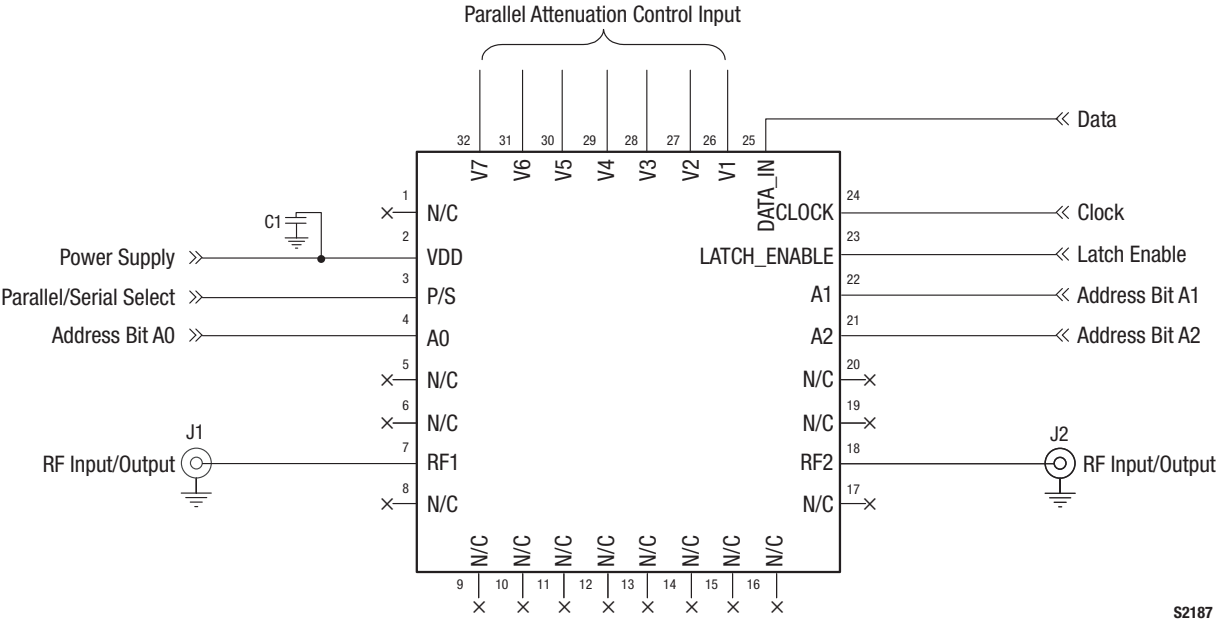 Parallel Attenuation Control Input
32 31 30 29 28 27 26 25
V7 V6 V5 V4 V3 V2 V1 DATA_IN
Data
1 N/C
CLOCK 24 Clock
C1
Power Supply 2 VDD
LATCH_ENABLE 23 Latch Enable
Parallel/Serial Select 3 P/S
A1 22 Address Bit A1
Address Bit A0 4 A0
A2 21 Address Bit A2
5 N/C
N/C 20
6 N/C
N/C 19
J1
RF Input/Output 7 RF1
J2
RF2 18 RF Input/Output
8 N/C
N/C 17
N/C N/C N/C N/C N/C N/C N/C N/C
9 10 11 12 13 14 15 16
S2187